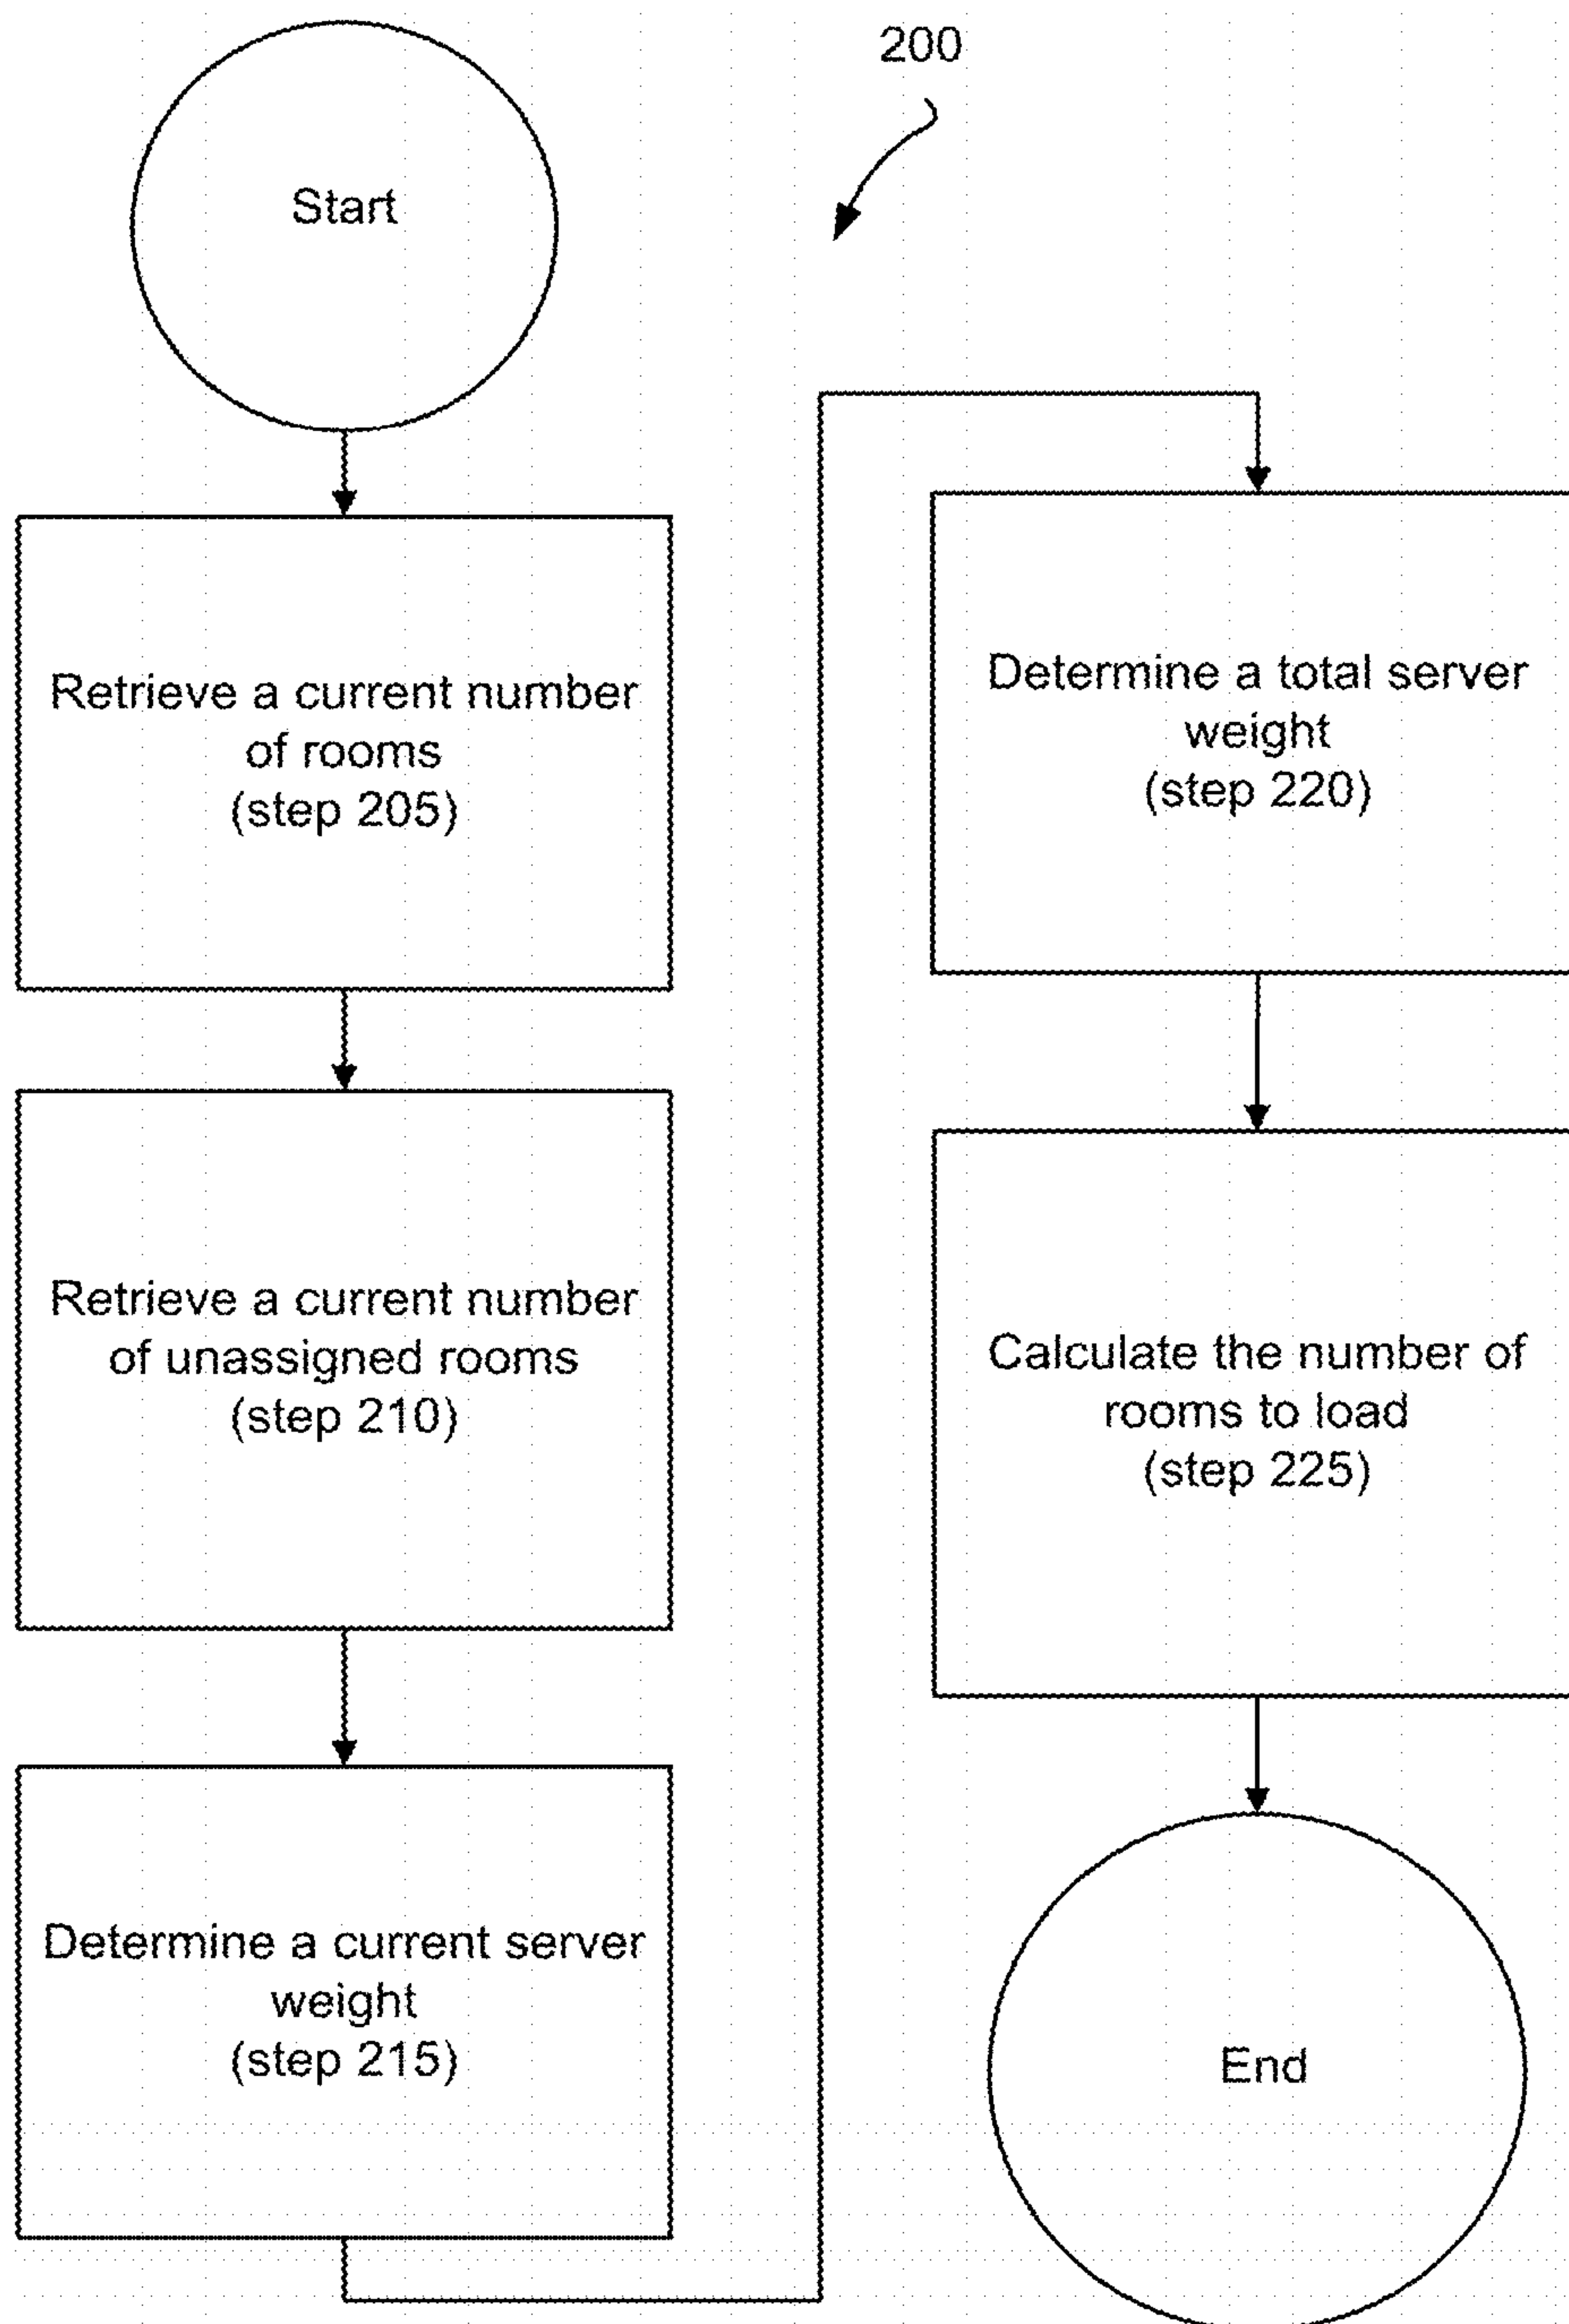 200
Start
Retrieve a current number
of rooms
(step 205)
Retrieve a current number
of unassigned rooms
(step 210)
Determine a current server
weight
(step 215)
Determine a total server
weight
(step 220)
Calculate the number of
rooms to load
(step 225)
End